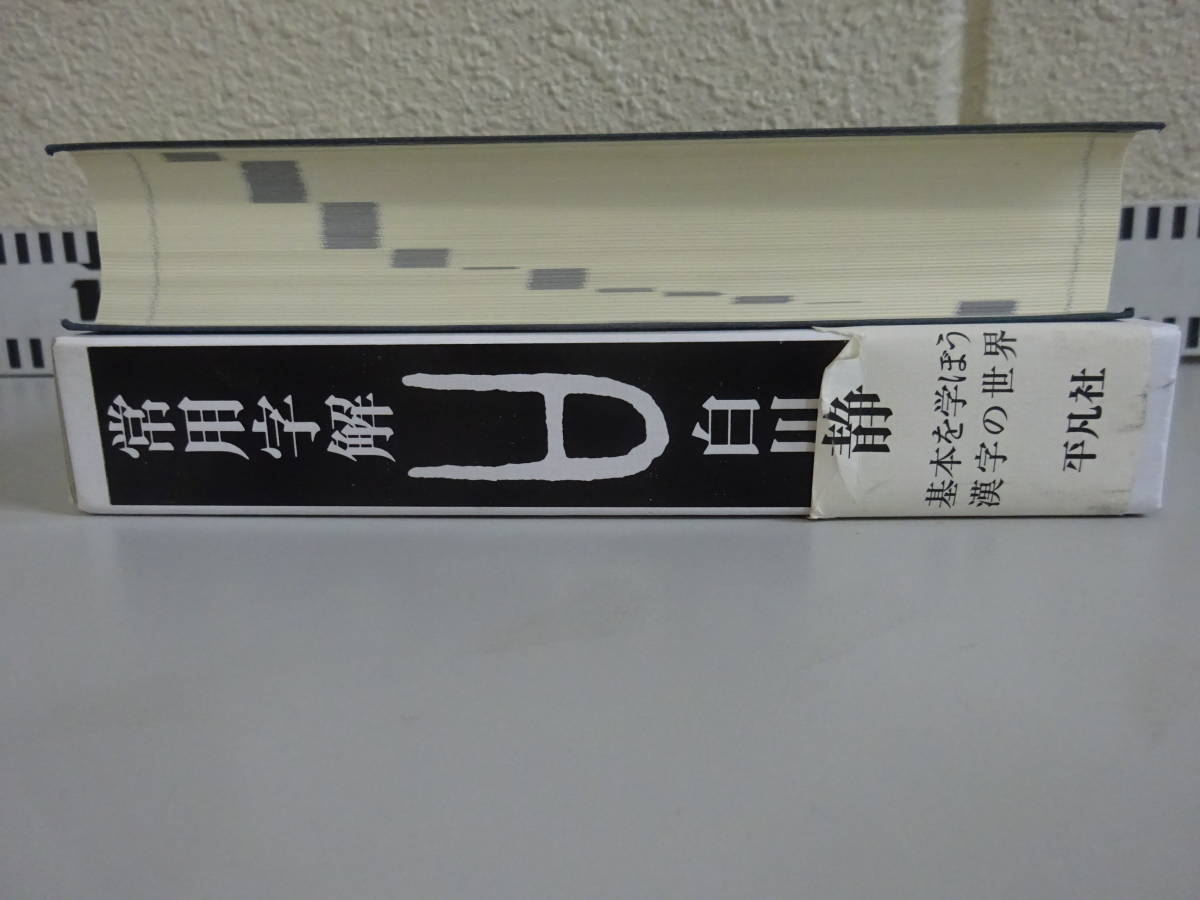 常用字解
白川静
基本を学ぼう
漢字の世界
平凡社